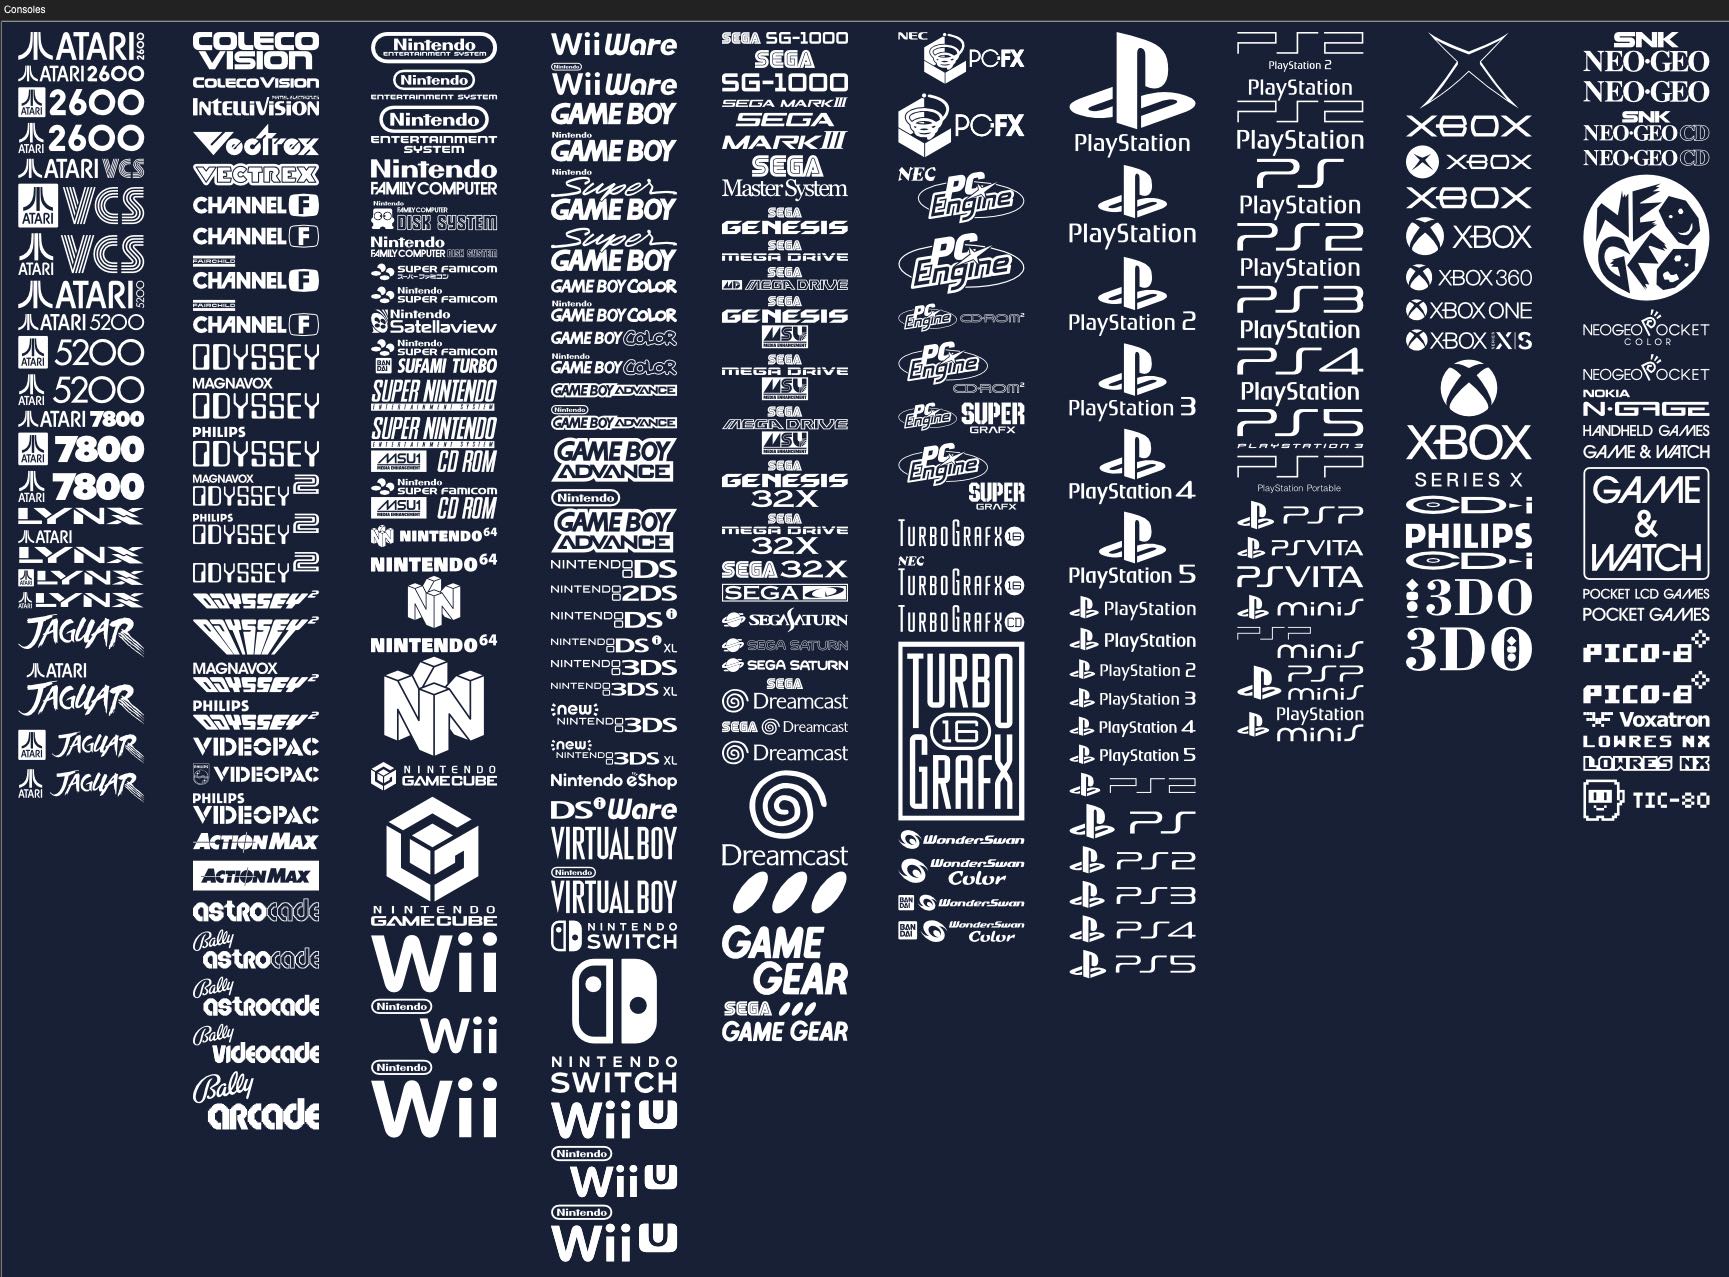 Consoles
ATARI 2600
ATARI 2600
ATARI 2600
ATARI 2600
ATARI VCS
ATARI VCS
ATARI VCS
ATARI 5200
ATARI 5200
ATARI 5200
ATARI 5200
ATARI 7800
ATARI 7800
ATARI 7800
LYNX
ATARI
LYNX
ATARI LYNX
ATARI LYNX
JAGUAR
ATARI
JAGUAR
ATARI JAGUAR
ATARI JAGUAR
COLECO
VISION
COLECOVISION
INTELLIVISION
Vectrex
VECTREX
CHANNEL F
CHANNEL F
FAIRCHILD
CHANNEL F
FAIRCHILD
CHANNEL F
ODYSSEY
MAGNAVOX
ODYSSEY
PHILIPS
ODYSSEY
MAGNAVOX
ODYSSEY 2
PHILIPS
ODYSSEY 2
ODYSSEY 2
ODYSSEY²
ODYSSEY²
MAGNAVOX
ODYSSEY²
PHILIPS
ODYSSEY²
VIDEOPAC
VIDEOPAC
PHILIPS
VIDEOPAC
ACTION MAX
ACTION MAX
astrocade
Bally
astrocade
Bally
astrocade
Bally
videocade
Bally
arcade
Nintendo
ENTERTAINMENT SYSTEM
Nintendo
ENTERTAINMENT SYSTEM
Nintendo
ENTERTAINMENT
SYSTEM
Nintendo
FAMILY COMPUTER
Nintendo
FAMILY COMPUTER
DISK SYSTEM
Nintendo
FAMILY COMPUTER DISK SYSTEM
SUPER FAMICOM
スーパーファミコン
Nintendo
SUPER FAMICOM
Nintendo
Satellaview
Nintendo
SUPER FAMICOM
BANDAI SUFAMI TURBO
SUPER NINTENDO
ENTERTAINMENT SYSTEM
SUPER NINTENDO
ENTERTAINMENT SYSTEM
MSU1 CD ROM
MEDIA ENHANCEMENT
Nintendo
SUPER FAMICOM
MSU1 CD ROM
MEDIA ENHANCEMENT
NINTENDO 64
NINTENDO 64
NINTENDO 64
NINTENDO
GAMECUBE
NINTENDO
GAMECUBE
Wii
Nintendo
Wii
Nintendo
Wii
WiiWare
Nintendo
WiiWare
GAME BOY
Nintendo
GAME BOY
Nintendo
Super
GAME BOY
Super
GAME BOY
GAME BOY COLOR
Nintendo
GAME BOY COLOR
GAME BOY COLOR
Nintendo
GAME BOY COLOR
GAME BOY ADVANCE
Nintendo
GAME BOY ADVANCE
GAME BOY
ADVANCE
Nintendo
GAME BOY
ADVANCE
NINTENDO DS
NINTENDO 2DS
NINTENDO DS i
NINTENDO DS i XL
NINTENDO 3DS
NINTENDO 3DS XL
new
NINTENDO 3DS
new
NINTENDO 3DS XL
Nintendo eShop
DSiWare
VIRTUAL BOY
Nintendo
VIRTUAL BOY
NINTENDO
SWITCH
NINTENDO
SWITCH
Wii U
Nintendo
Wii U
Nintendo
Wii U
SEGA SG-1000
SEGA
SG-1000
SEGA MARK III
SEGA
MARK III
SEGA
Master System
SEGA
GENESIS
SEGA
MEGA DRIVE
SEGA
MD MEGA DRIVE
SEGA
GENESIS
MSU
MEDIA ENHANCEMENT
SEGA
MEGA DRIVE
MSU
MEDIA ENHANCEMENT
SEGA
MEGA DRIVE
MSU
MEDIA ENHANCEMENT
SEGA
GENESIS
32X
SEGA
MEGA DRIVE
32X
SEGA 32X
SEGA CD
SEGA SATURN
SEGA SATURN
SEGA SATURN
SEGA
Dreamcast
SEGA Dreamcast
Dreamcast
Dreamcast
GAME
GEAR
SEGA
GAME GEAR
NEC
PC-FX
PC-FX
NEC
PC Engine
PC Engine
PC Engine CD-ROM²
PC Engine
CD-ROM²
PC Engine SUPER
GRAFX
PC Engine
SUPER
GRAFX
TURBOGRAFX 16
NEC
TURBOGRAFX 16
TURBOGRAFX CD
TURBO
16
GRAFX
WonderSwan
WonderSwan
Color
BANDAI WonderSwan
BANDAI WonderSwan
Color
PlayStation
PlayStation
PlayStation 2
PlayStation 3
PlayStation 4
PlayStation 5
PlayStation
PlayStation
PlayStation 2
PlayStation 3
PlayStation 4
PlayStation 5
PS2
PS
PS2
PS3
PS4
PS5
PS2
PlayStation 2
PlayStation
PS2
PlayStation
PS
PlayStation
PS2
PlayStation
PS3
PlayStation
PS4
PlayStation
PS5
PLAYSTATION 3
PSP
PlayStation Portable
PSP
PSVITA
PSVITA
minis
PSP
minis
PSP
minis
PlayStation
minis
XBOX
XBOX
XBOX
XBOX
XBOX 360
XBOX ONE
XBOX SERIES X|S
XBOX
SERIES X
CD-i
PHILIPS
CD-i
3DO
3DO
SNK
NEO·GEO
NEO·GEO
SNK
NEO·GEO CD
NEO·GEO CD
NEO
GEO
NEOGEO POCKET
COLOR
NEOGEO POCKET
NOKIA
N·GAGE
HANDHELD GAMES
GAME & WATCH
GAME
&
WATCH
POCKET LCD GAMES
POCKET GAMES
PICO-8
PICO-8
Voxatron
LOWRES NX
LOWRES NX
TIC-80